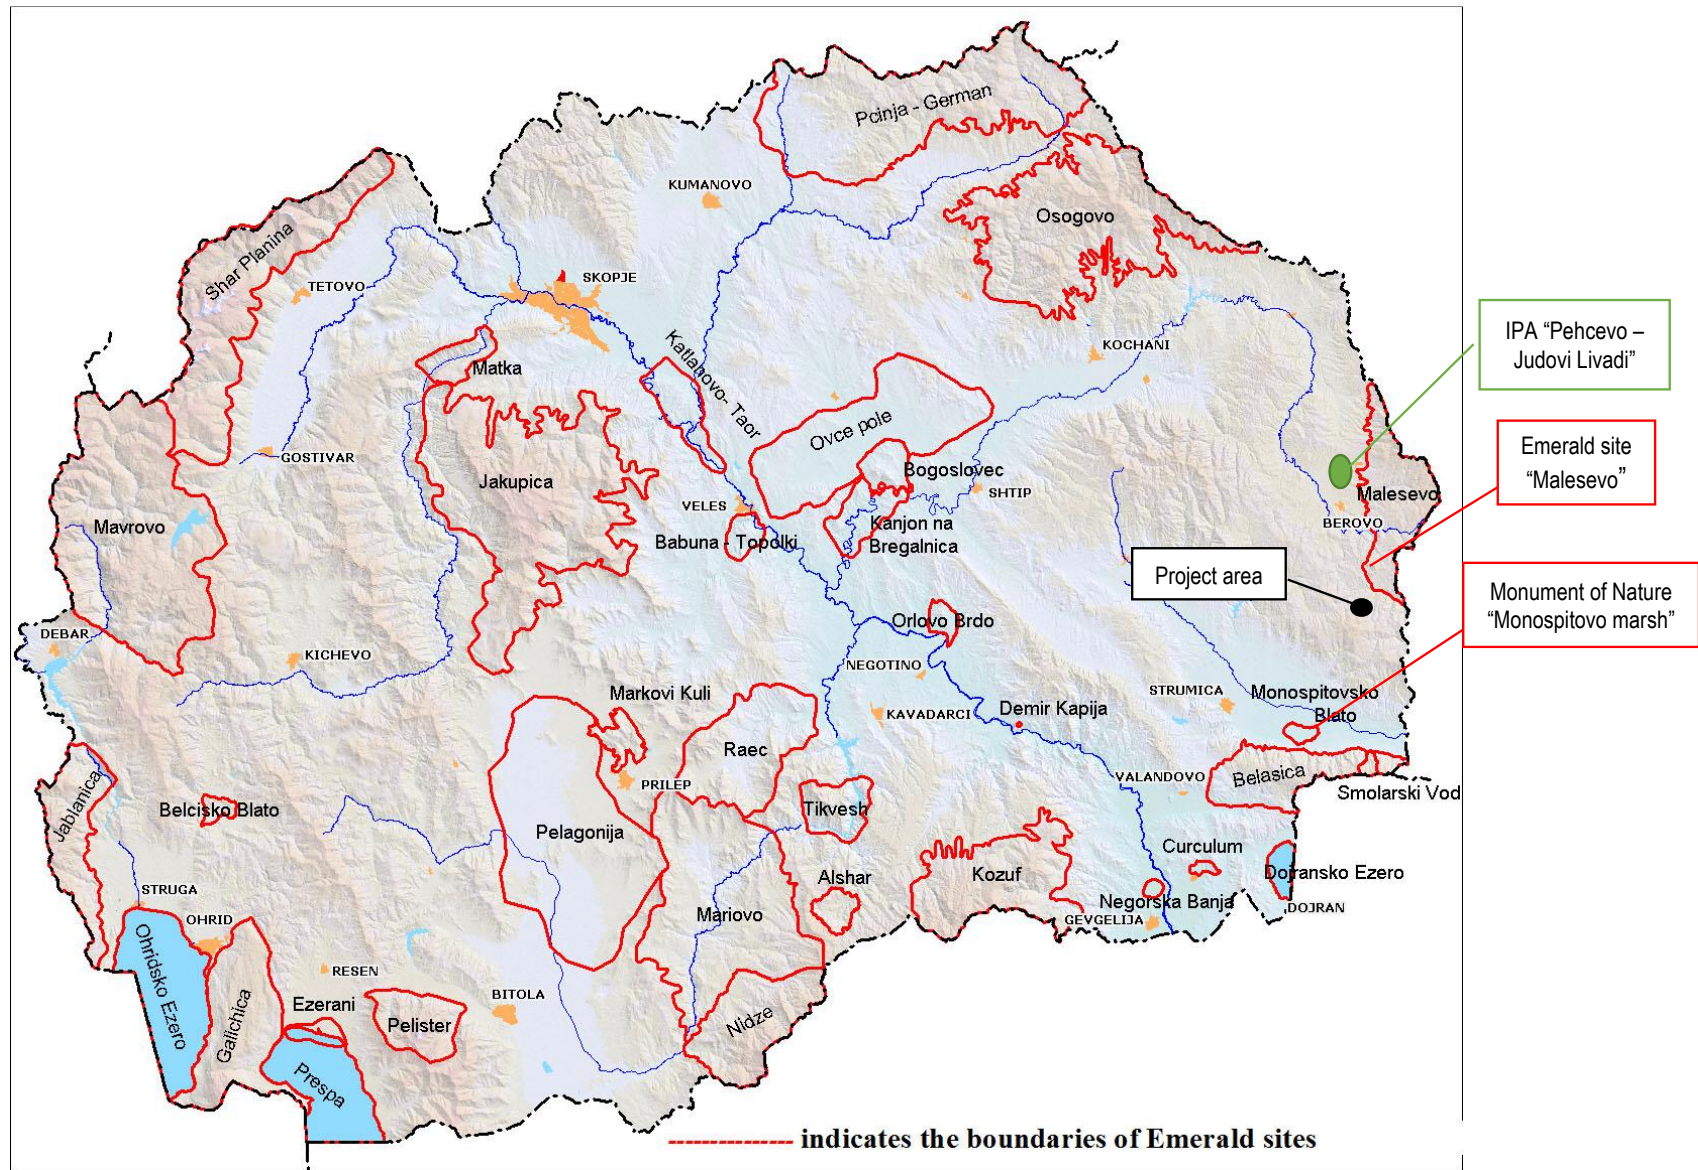 Pcinja - German
KUMANOVO
Osogovo
Shar Planina
SKOPJE
TETOVO
IPA “Pehcevo –
Judovi Livadi”
KOCHANI
Matka
Katlanovo- Taor
Ovce pole
Emerald site
“Malesevo”
GOSTIVAR
Bogoslovec
Jakupica
SHTIP
Malesevo
VELES
BEROVO
Mavrovo
Kanjon na
Bregalnica
Babuna - Topolki
Project area
Monument of Nature
“Monospitovo marsh”
Orlovo Brdo
DEBAR
KICHEVO
NEGOTINO
Markovi Kuli
STRUMICA
Monospitovsko
Blato
KAVADARCI
Demir Kapija
Raec
VALANDOVO
Belasica
PRILEP
Smolarski Vod
Jablanica
Belcisko Blato
Tikvesh
Pelagonija
Curculum
Alshar
Kozuf
Dojransko Ezero
STRUGA
Negorska Banja
DOJRAN
OHRID
Mariovo
GEVGELIJA
Ohridsko Ezero
RESEN
Galichica
BITOLA
Ezerani
Pelister
Nidze
Prespa
indicates the boundaries of Emerald sites